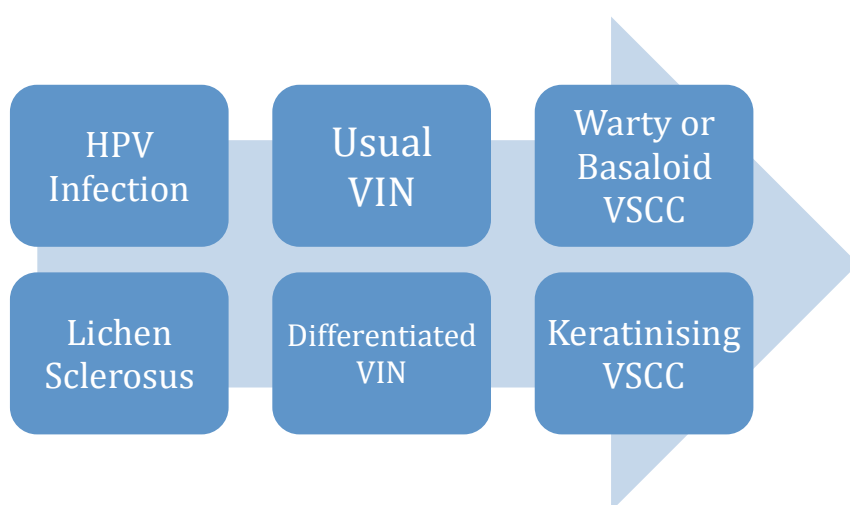 HPV
Infection
Usual
VIN
Warty or
Basaloid
VSCC
Lichen
Sclerosus
Differentiated
VIN
Keratinising
VSCC